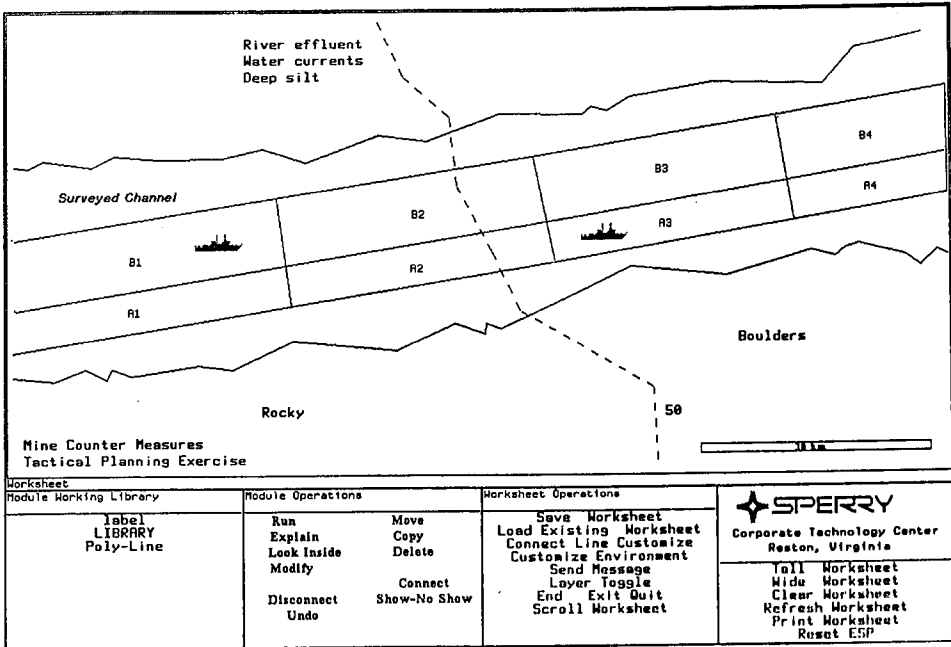 River effluent
Water currents
Deep silt
B4
B3
A4
Surveyed Channel
B2
A3
B1
A2
A1
Boulders
Rocky
50
Mine Counter Measures
Tactical Planning Exercise
10 km
Worksheet
Module Working Library
label
LIBRARY
Poly-Line
Module Operations
Run Move
Explain Copy
Look Inside Delete
Modify
Connect
Disconnect Show-No Show
Undo
Worksheet Operations
Save Worksheet
Load Existing Worksheet
Connect Line Customize
Customize Environment
Send Message
Layer Toggle
End Exit Quit
Scroll Worksheet
SPERRY
Corporate Technology Center
Reston, Virginia
Tall Worksheet
Wide Worksheet
Clear Worksheet
Refresh Worksheet
Print Worksheet
Reset ESP